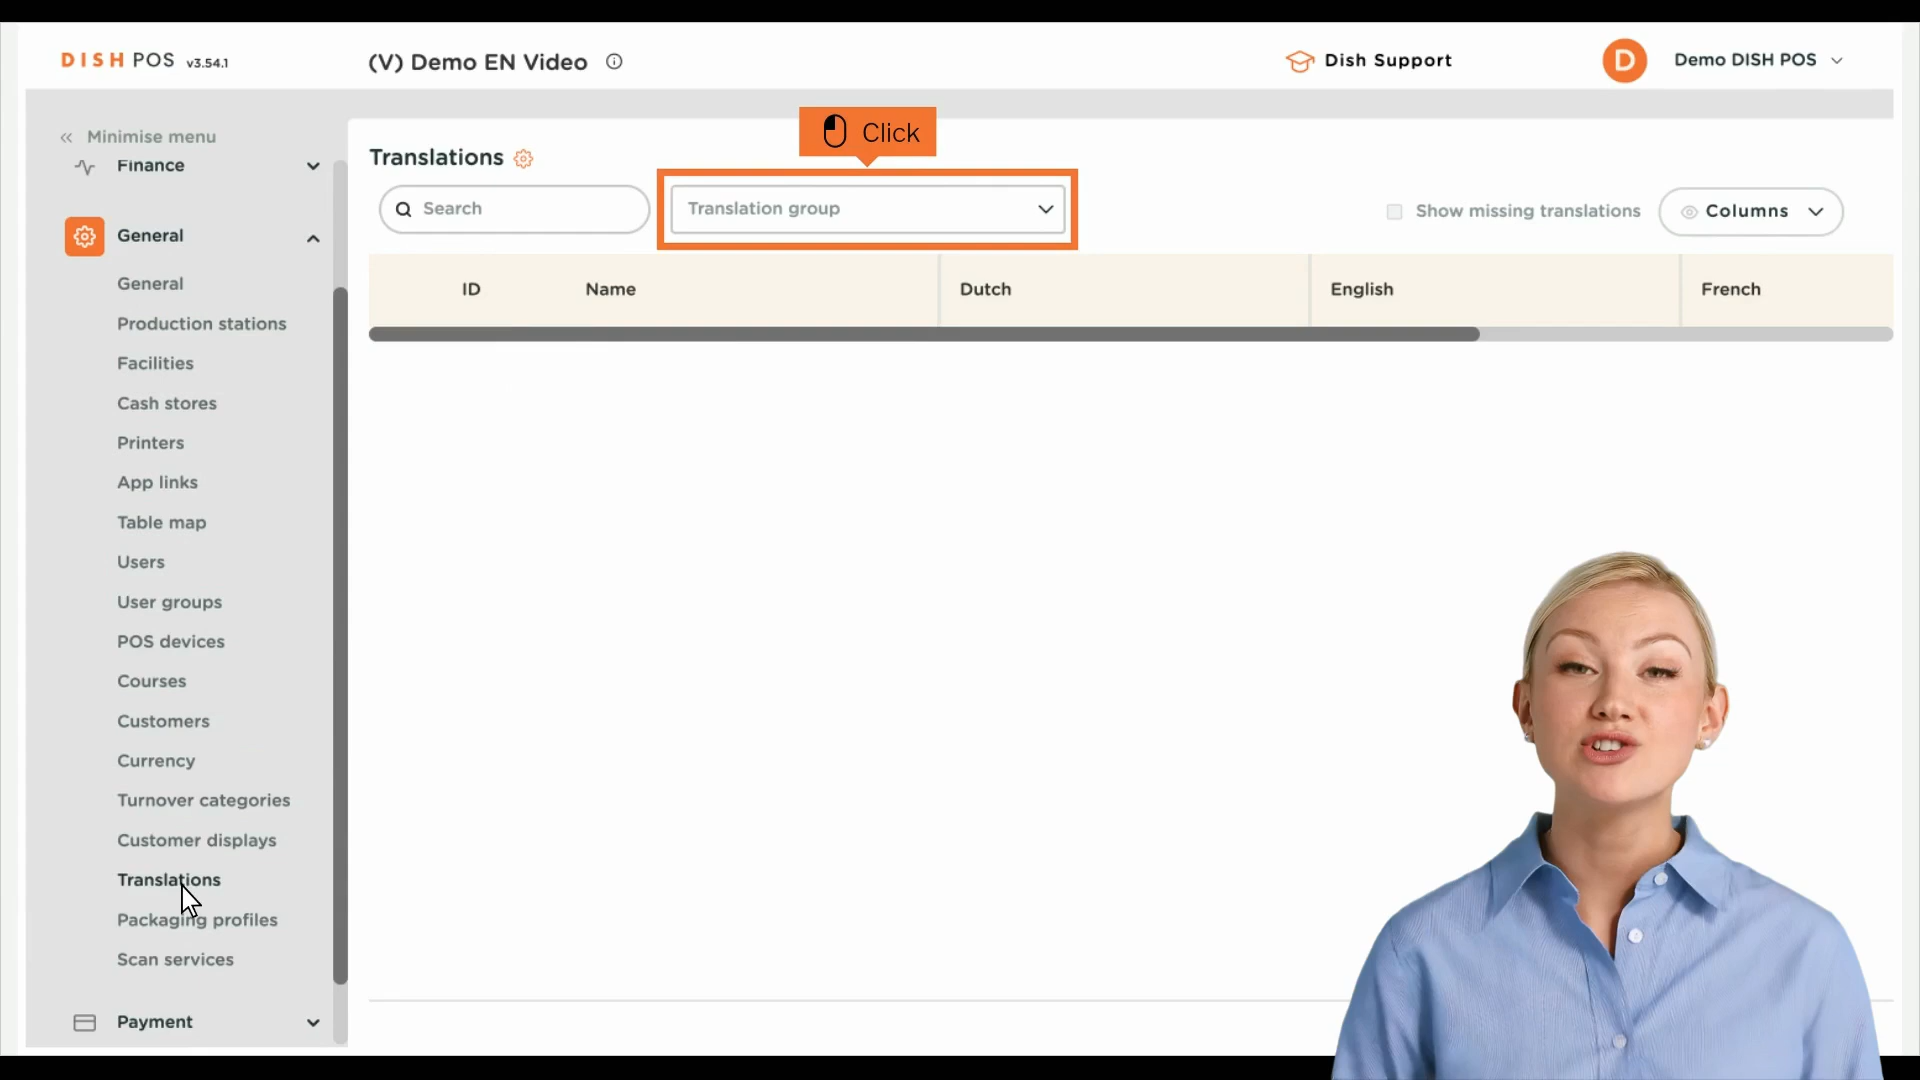 DISH POS v3.54.1
(V) Demo EN Video
Dish Support
D
Demo DISH POS
Minimise menu
Finance
General
General
Production stations
Facilities
Cash stores
Printers
App links
Table map
Users
User groups
POS devices
Courses
Customers
Currency
Turnover categories
Customer displays
Translations
Packaging profiles
Scan services
Payment
Click
Translations
Search
Translation group
Show missing translations
Columns
ID Name Dutch English French